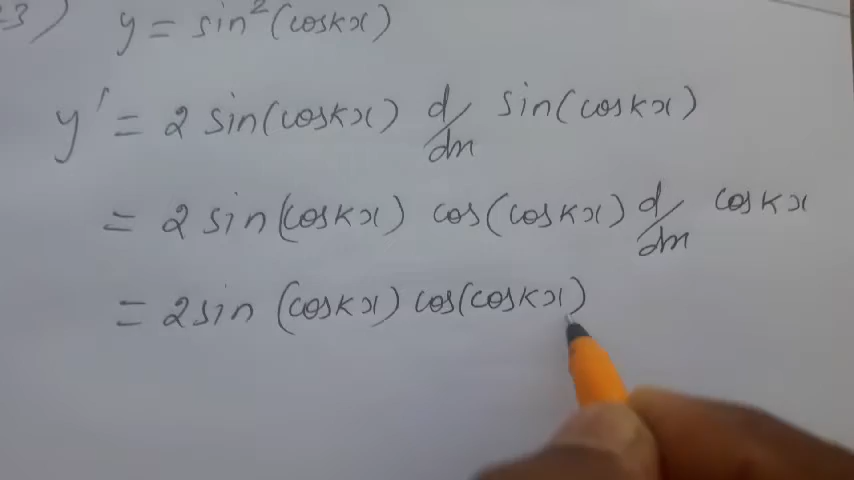 23) y = sin²(coskx)
y' = 2 sin(coskx) d/dx sin(coskx)
= 2 sin(coskx) cos(coskx) d/dx coskx
= 2sin (coskx) cos(coskx)